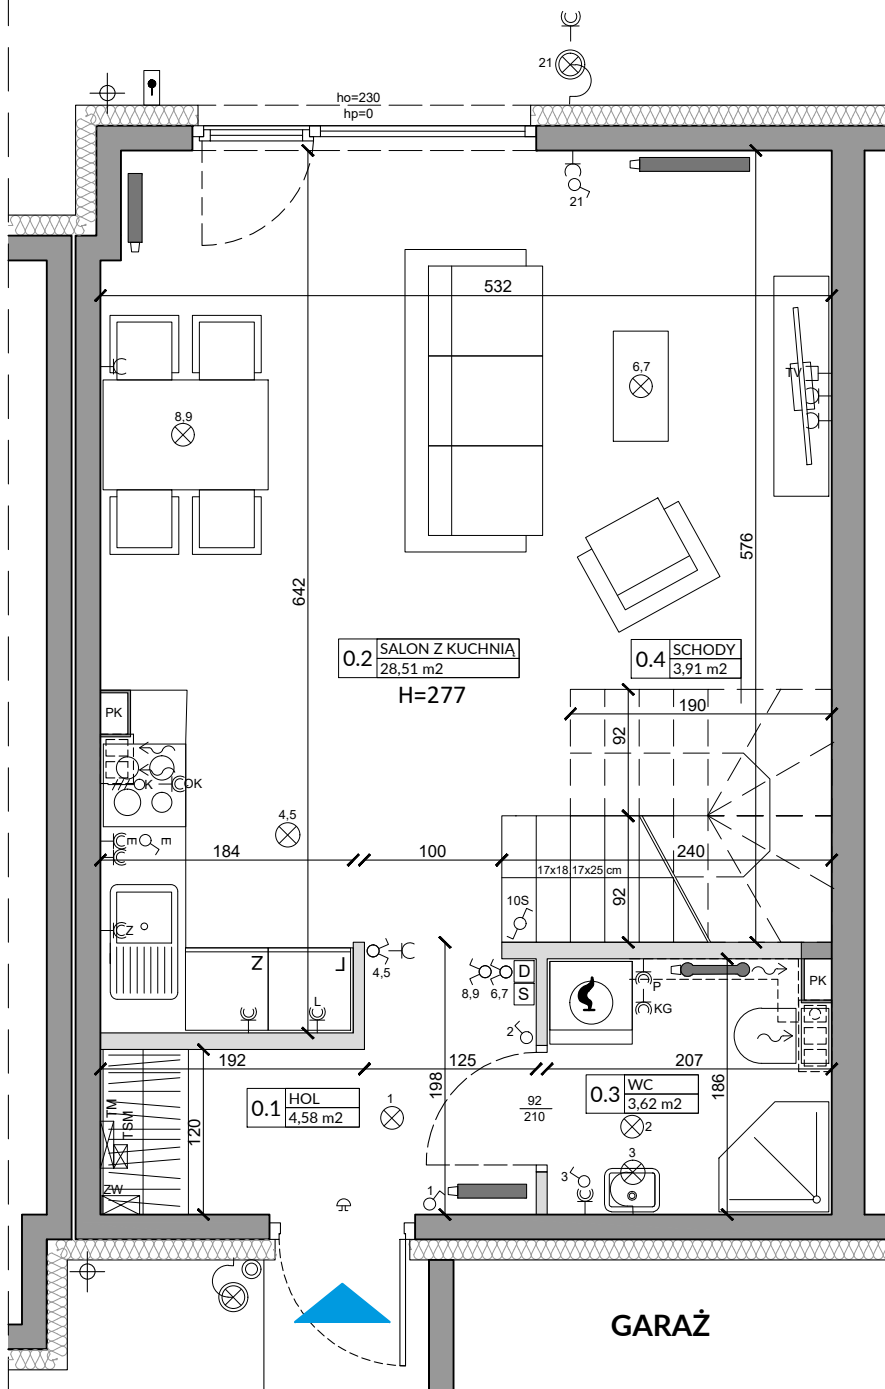 21
ho=230
hp=0
21
532
6,7
TV
8,9
576
642
0.2 SALON Z KUCHNIĄ
28,51 m2
H=277
0.4 SCHODY
3,91 m2
PK
190
92
OK
OK
4,5
E
E
184
100
240
17x18,17x25 cm
92
10S
Z
Z
L
L
4,5
8,9
6,7
D
S
P
KG
PK
2
192
125
207
198
186
120
0.1 HOL
4,58 m2
1
92
210
0.3 WC
3,62 m2
2
TM
TSM
ZW
3
3
1
GARAŻ